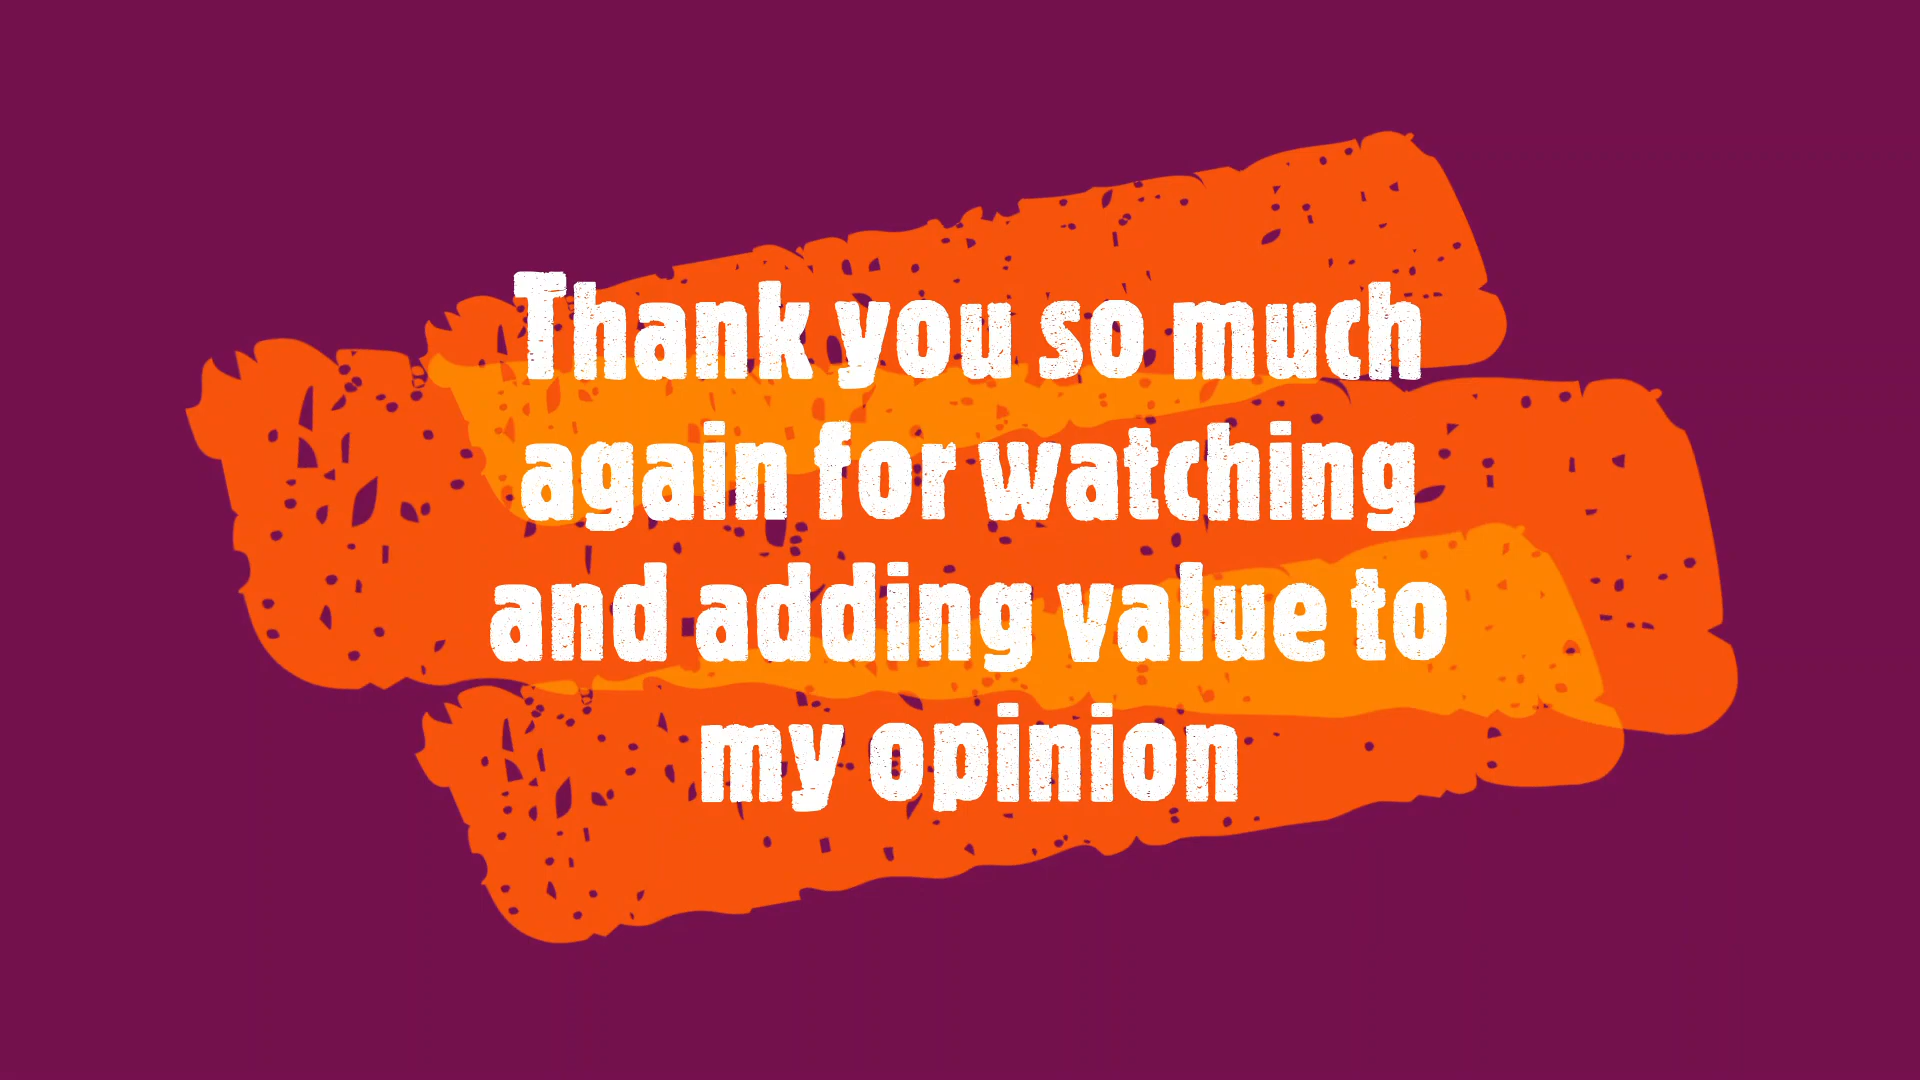 Thank you so much
again for watching
and adding value to
my opinion